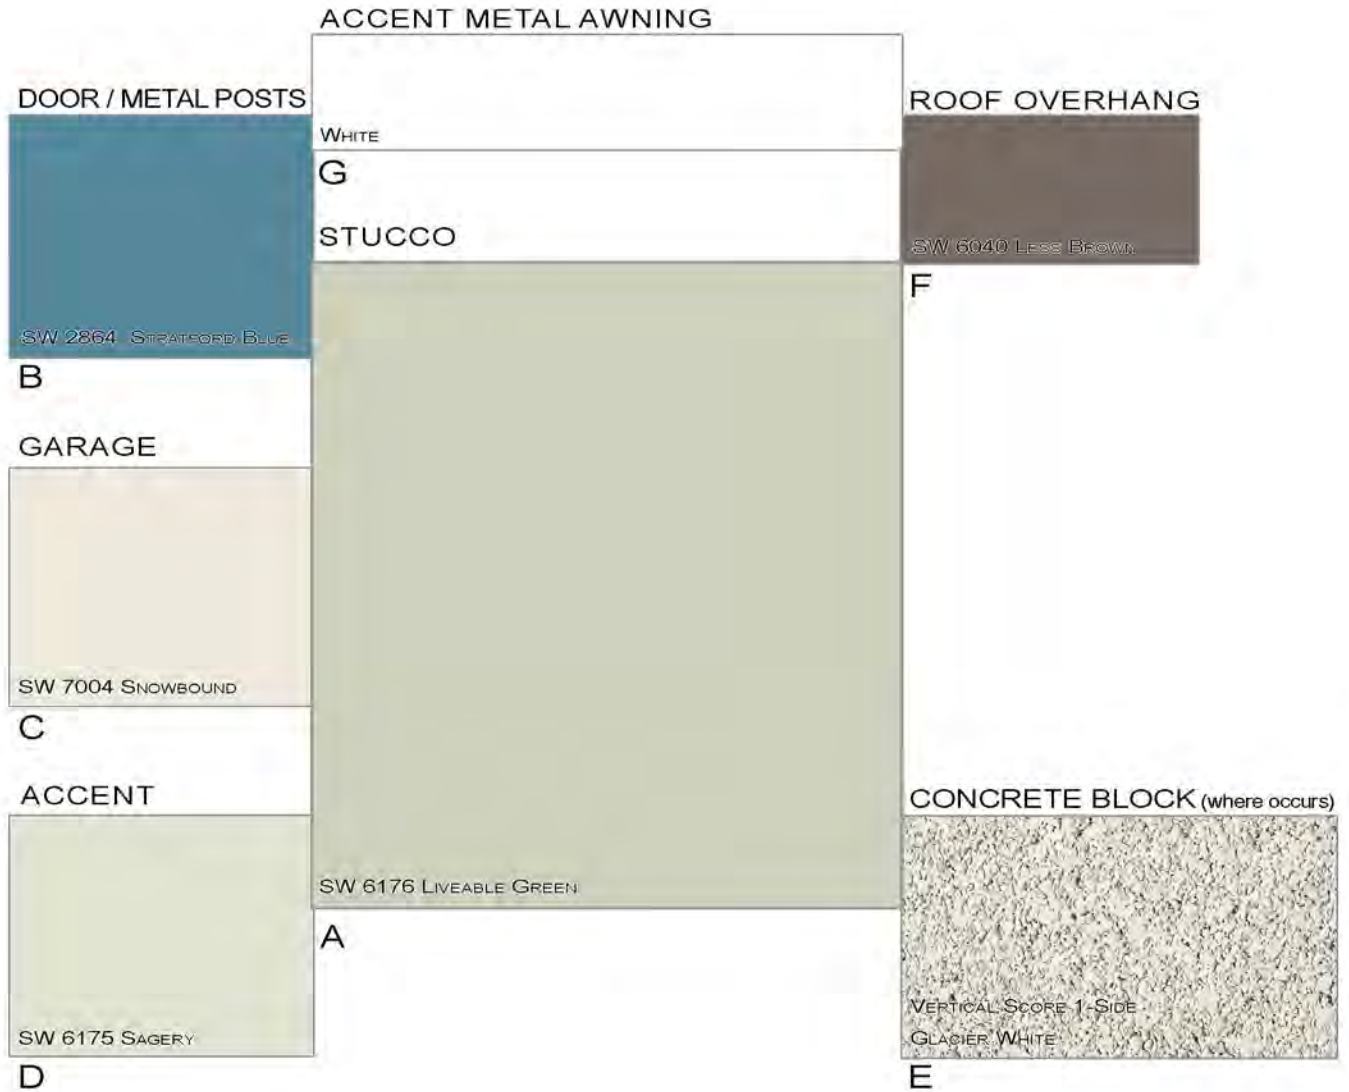 ACCENT METAL AWNING
WHITE
G
DOOR / METAL POSTS
SW 2864 STRATFORD BLUE
B
ROOF OVERHANG
SW 6040 LESS BROWN
F
STUCCO
SW 6176 LIVEABLE GREEN
A
GARAGE
SW 7004 SNOWBOUND
C
ACCENT
SW 6175 SAGERY
D
CONCRETE BLOCK (where occurs)
VERTICAL SCORE 1-SIDE
GLACIER WHITE
E